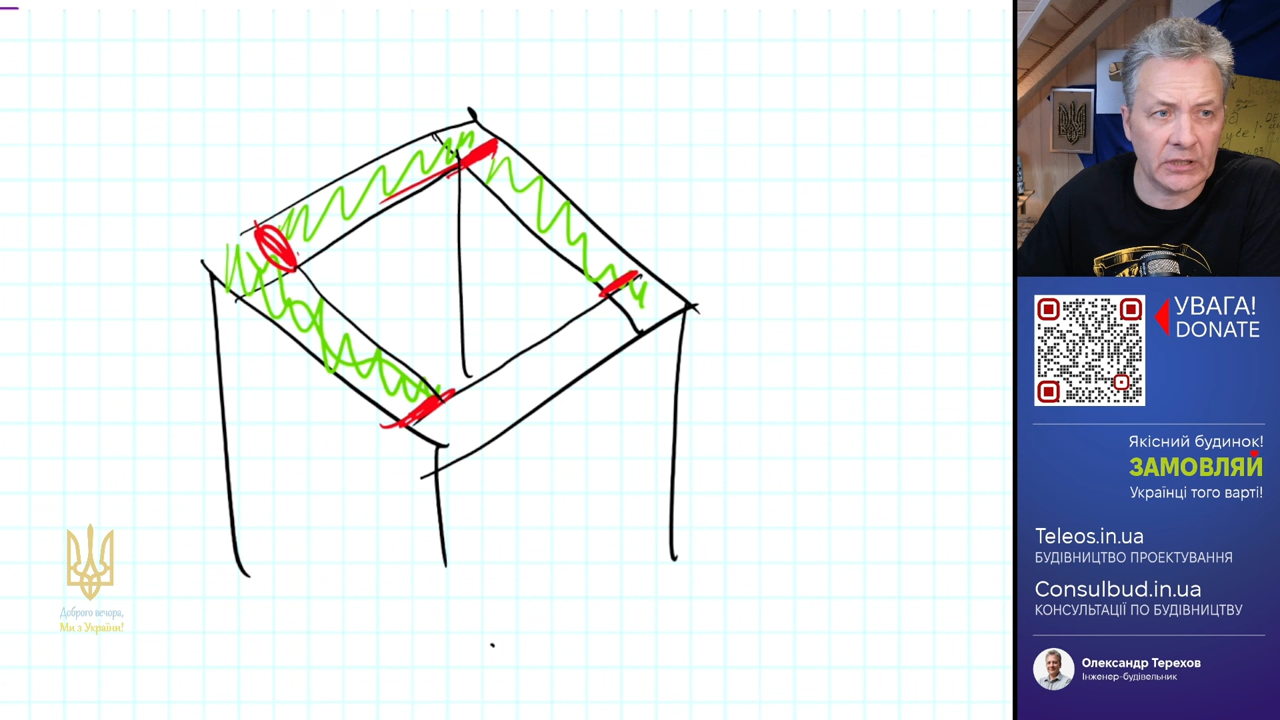 Доброго вечора,
Ми з України!
УВАГА!
DONATE
Якісний будинок!
ЗАМОВЛЯЙ
Українці того варті!
Teleos.in.ua
БУДІВНИЦТВО ПРОЕКТУВАННЯ
Consulbud.in.ua
КОНСУЛЬТАЦІЇ ПО БУДІВНИЦТВУ
Олександр Терехов
Інженер-будівельник